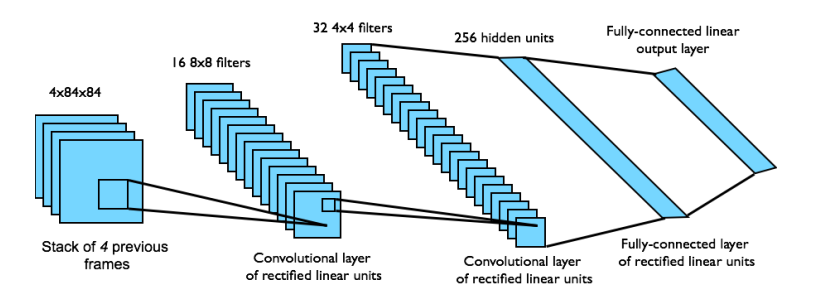 32 4x4 filters
256 hidden units
Fully-connected linear
output layer
16 8x8 filters
4x84x84
Stack of 4 previous
frames
Convolutional layer
of rectified linear units
Convolutional layer
of rectified linear units
Fully-connected layer
of rectified linear units